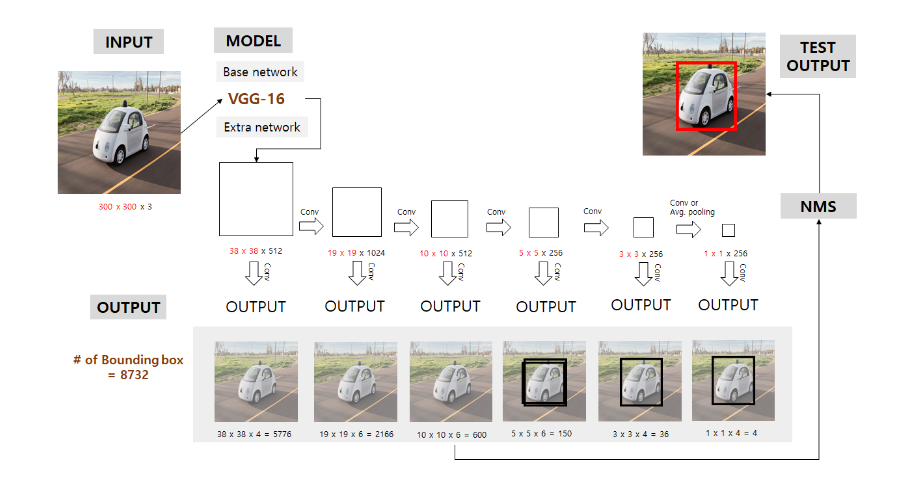 INPUT
MODEL
Base network
VGG-16
Extra network
TEST
OUTPUT
300 x 300 x 3
NMS
Conv
Conv
Conv
Conv
Conv or
Avg. pooling
38 x 38 x 512
19 x 19 x 1024
10 x 10 x 512
5 x 5 x 256
3 x 3 x 256
1 x 1 x 256
Conv
Conv
Conv
Conv
Conv
Conv
OUTPUT
OUTPUT
OUTPUT
OUTPUT
OUTPUT
OUTPUT
OUTPUT
# of Bounding box
= 8732
38 x 38 x 4 = 5776
19 x 19 x 6 = 2166
10 x 10 x 6 = 600
5 x 5 x 6 = 150
3 x 3 x 4 = 36
1 x 1 x 4 = 4